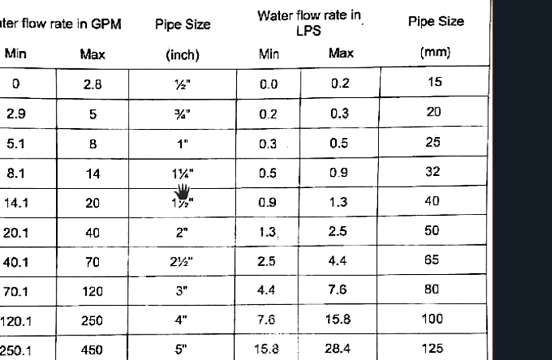 ter flow rate in GPM Pipe Size Water flow rate in LPS Pipe Size
Min Max (inch) Min Max (mm)
0 2.8 ½" 0.0 0.2 15
2.9 5 ¾" 0.2 0.3 20
5.1 8 1" 0.3 0.5 25
8.1 14 1¼" 0.5 0.9 32
14.1 20 1½" 0.9 1.3 40
20.1 40 2" 1.3 2.5 50
40.1 70 2½" 2.5 4.4 65
70.1 120 3" 4.4 7.6 80
120.1 250 4" 7.6 15.8 100
250.1 450 5" 15.8 28.4 125